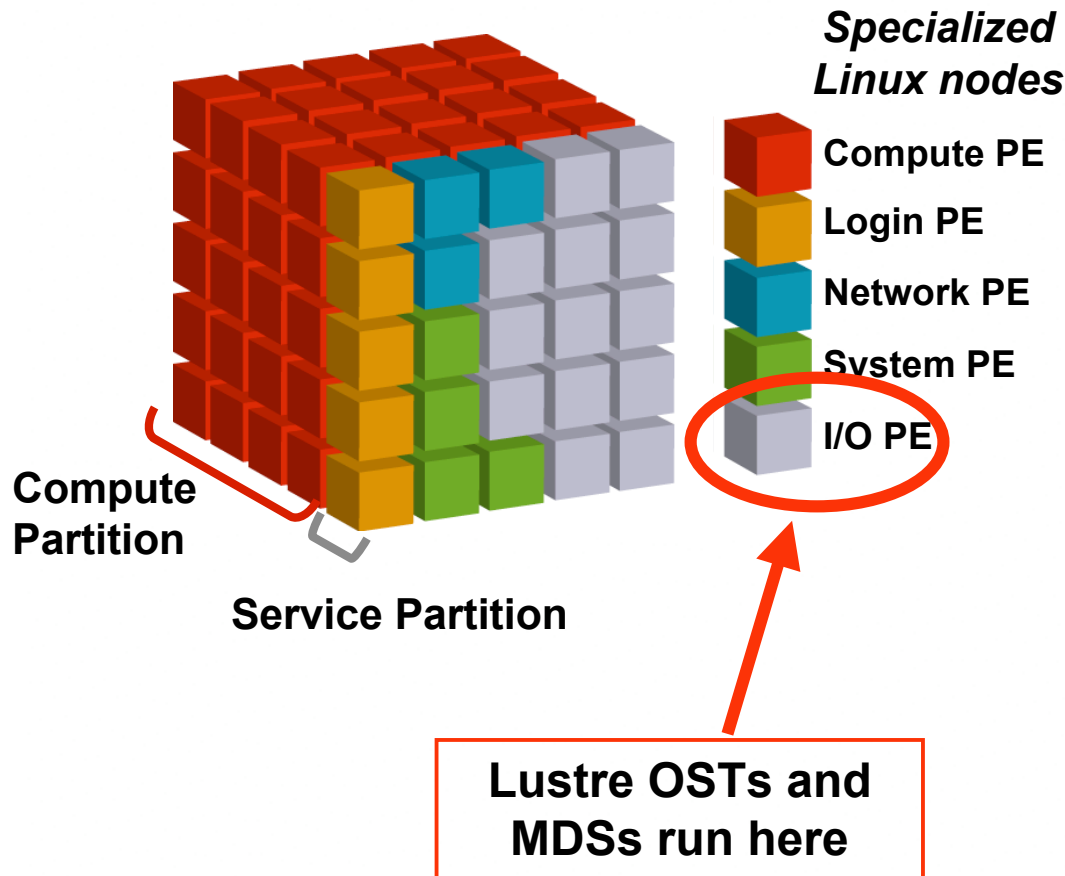 Specialized
Linux nodes
Compute PE
Login PE
Network PE
System PE
I/O PE
Compute
Partition
Service Partition
Lustre OSTs and
MDSs run here